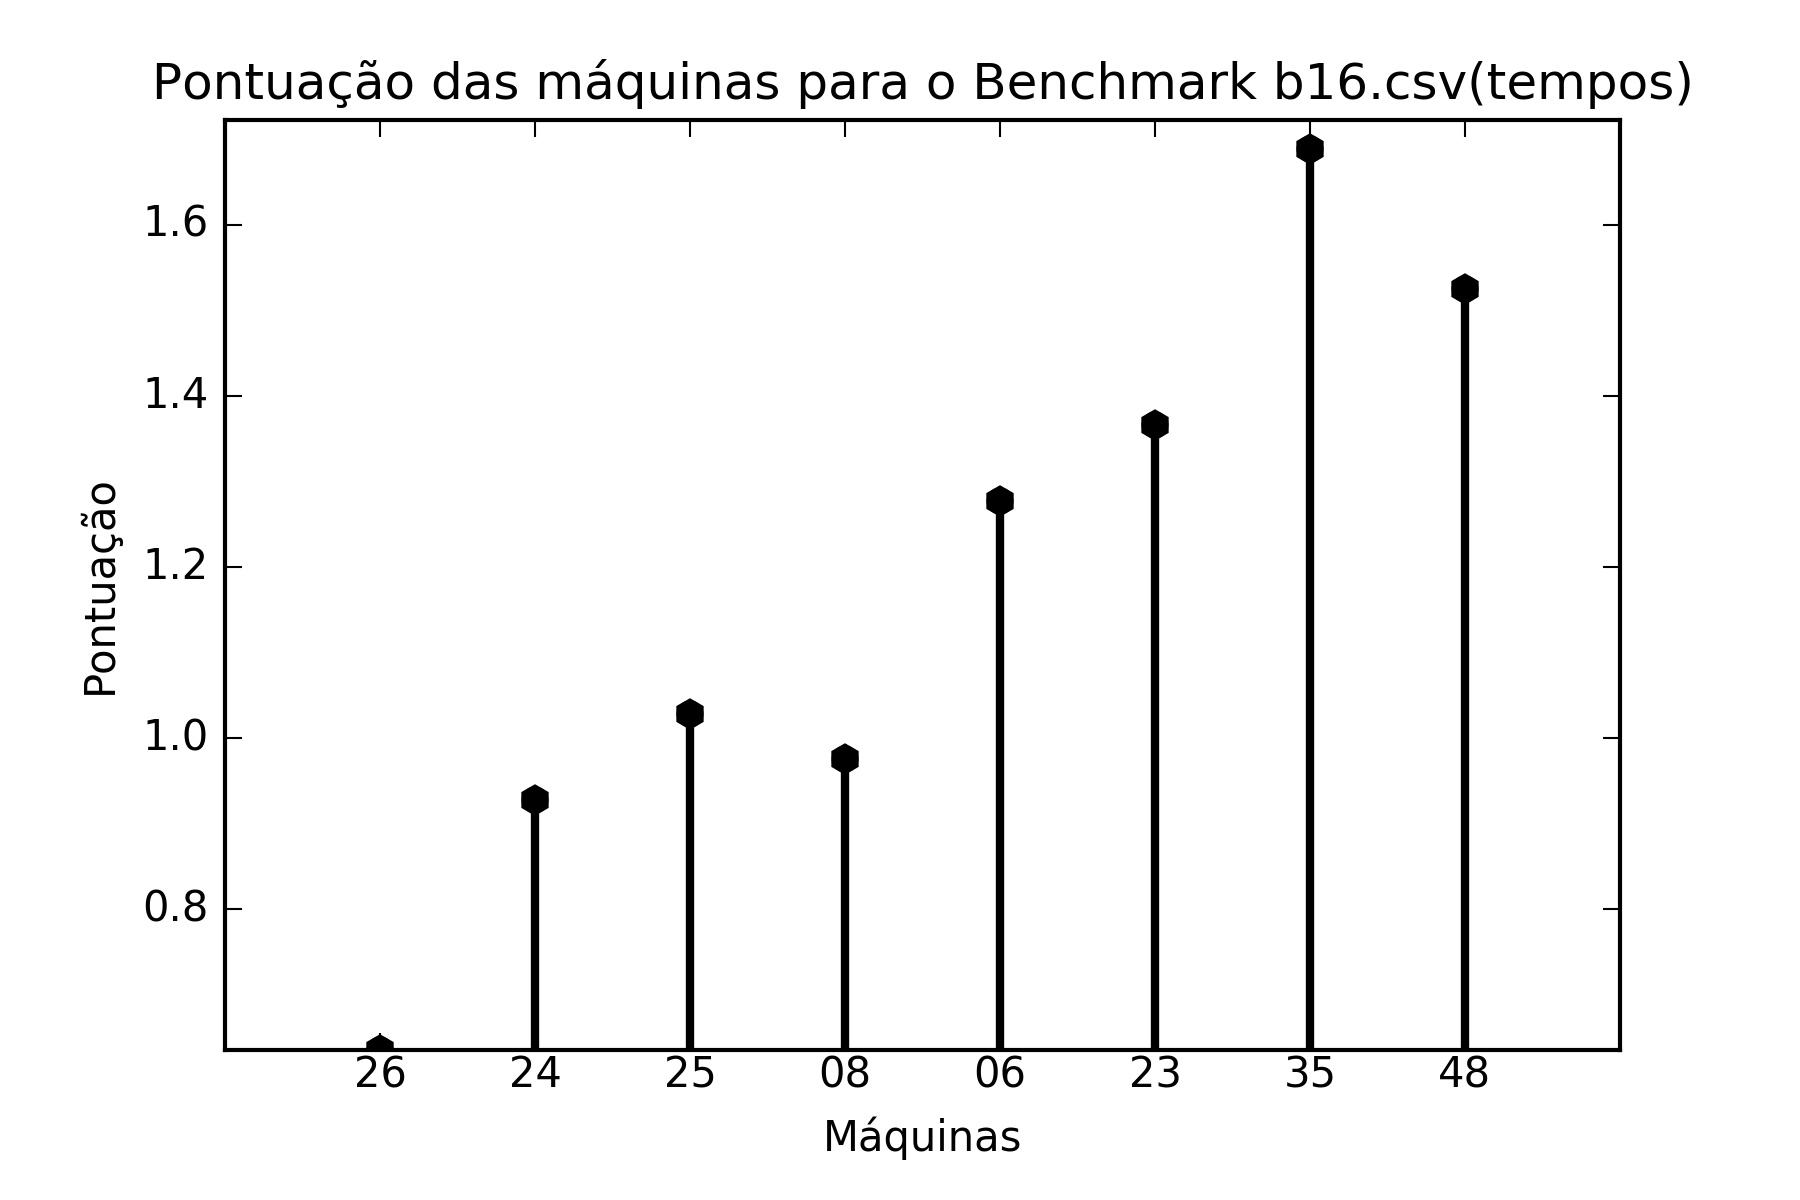 Pontuação das máquinas para o Benchmark b16.csv(tempos)
1.6
1.4
1.2
1.0
0.8
Pontuação
26 24 25 08 06 23 35 48
Máquinas